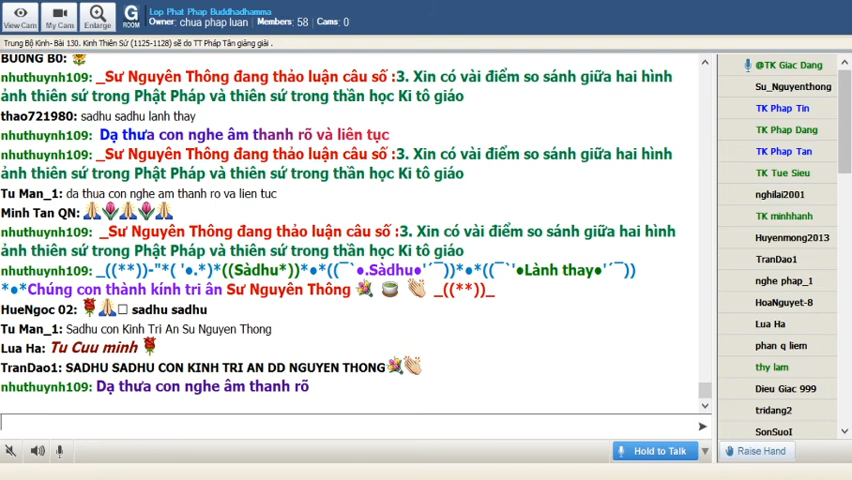 View Cam
My Cam
Enlarge
G
ROOM
Lop Phat Phap Buddhadhamma
Owner: chua phap luan Members: 58 Cams: 0
Trung Bộ Kinh- Bài 130. Kinh Thiên Sứ (1125-1128) sẽ do TT Pháp Tân giảng giải .
BUÔNG BỎ:
nhuthuynh109: _Sư Nguyên Thông đang thảo luận câu số :3. Xin có vài điểm so sánh giữa hai hình
ảnh thiên sứ trong Phật Pháp và thiên sứ trong thần học Ki tô giáo
thao721980: sadhu sadhu lanh thay
nhuthuynh109: Dạ thưa con nghe âm thanh rõ và liên tục
nhuthuynh109: _Sư Nguyên Thông đang thảo luận câu số :3. Xin có vài điểm so sánh giữa hai hình
ảnh thiên sứ trong Phật Pháp và thiên sứ trong thần học Ki tô giáo
Tu Man_1: da thua con nghe am thanh ro va lien tuc
Minh Tan QN:
nhuthuynh109: _Sư Nguyên Thông đang thảo luận câu số :3. Xin có vài điểm so sánh giữa hai hình
ảnh thiên sứ trong Phật Pháp và thiên sứ trong thần học Ki tô giáo
nhuthuynh109: _((**))-"*( '●.*)*((Sàdhu*))●*●((¯`●.Sàdhu●'´¯))●*●((¯`'●Lành thay●'´¯))
●*●Chúng con thành kính tri ân Sư Nguyên Thông _((**))_
HueNgoc 02: sadhu sadhu
Tu Man_1: Sadhu con Kinh Tri An Su Nguyen Thong
Lua Ha: Tu Cuu minh
TranDao1: SADHU SADHU CON KINH TRI AN DD NGUYEN THONG
nhuthuynh109: Dạ thưa con nghe âm thanh rõ
Hold to Talk
@TK Giac Dang
Su_Nguyenthong
TK Phap Tin
TK Phap Dang
TK Phap Tan
TK Tue Sieu
nghilai2001
TK minhhanh
Huyenmong2013
TranDao1
nghe phap_1
HoaNguyet-8
Lua Ha
phan q liem
thy lam
Dieu Giac 999
tridang2
SonSuoI
Raise Hand